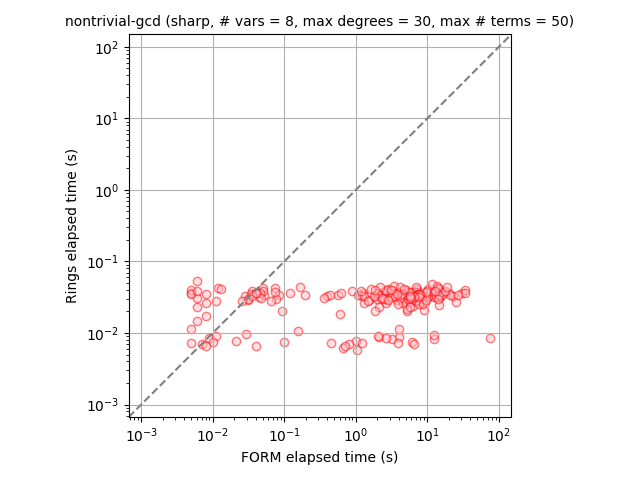 nontrivial-gcd (sharp, # vars = 8, max degrees = 30, max # terms = 50)
10²
10¹
10⁰
10⁻¹
10⁻²
10⁻³
Rings elapsed time (s)
10⁻³ 10⁻² 10⁻¹ 10⁰ 10¹ 10²
FORM elapsed time (s)